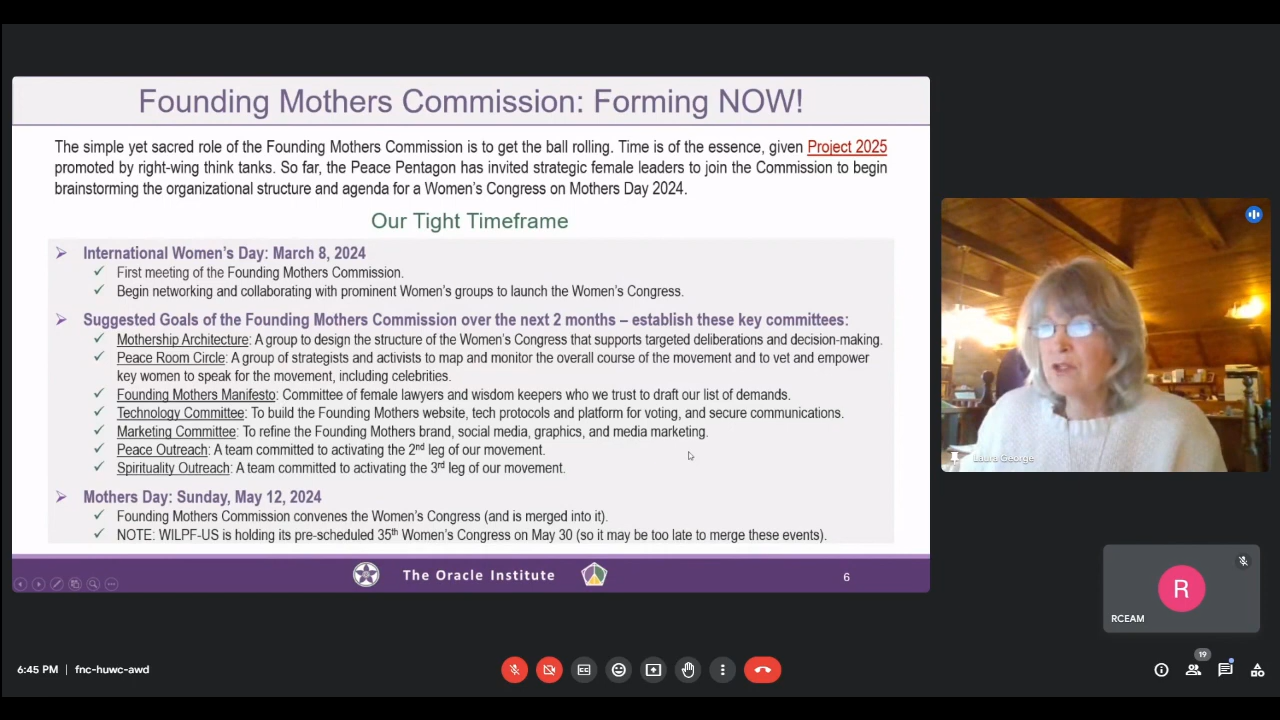 Founding Mothers Commission: Forming NOW!
The simple yet sacred role of the Founding Mothers Commission is to get the ball rolling. Time is of the essence, given Project 2025
promoted by right-wing think tanks. So far, the Peace Pentagon has invited strategic female leaders to join the Commission to begin
brainstorming the organizational structure and agenda for a Women's Congress on Mothers Day 2024.
Our Tight Timeframe
International Women's Day: March 8, 2024
First meeting of the Founding Mothers Commission.
Begin networking and collaborating with prominent Women's groups to launch the Women's Congress.
Suggested Goals of the Founding Mothers Commission over the next 2 months – establish these key committees:
Mothership Architecture: A group to design the structure of the Women's Congress that supports targeted deliberations and decision-making.
Peace Room Circle: A group of strategists and activists to map and monitor the overall course of the movement and to vet and empower
key women to speak for the movement, including celebrities.
Founding Mothers Manifesto: Committee of female lawyers and wisdom keepers who we trust to draft our list of demands.
Technology Committee: To build the Founding Mothers website, tech protocols and platform for voting, and secure communications.
Marketing Committee: To refine the Founding Mothers brand, social media, graphics, and media marketing.
Peace Outreach: A team committed to activating the 2nd leg of our movement.
Spirituality Outreach: A team committed to activating the 3rd leg of our movement.
Mothers Day: Sunday, May 12, 2024
Founding Mothers Commission convenes the Women's Congress (and is merged into it).
NOTE: WILPF-US is holding its pre-scheduled 35th Women's Congress on May 30 (so it may be too late to merge these events).
The Oracle Institute
6
Laura George
R
RCEAM
6:45 PM | fnc-huwc-awd
19